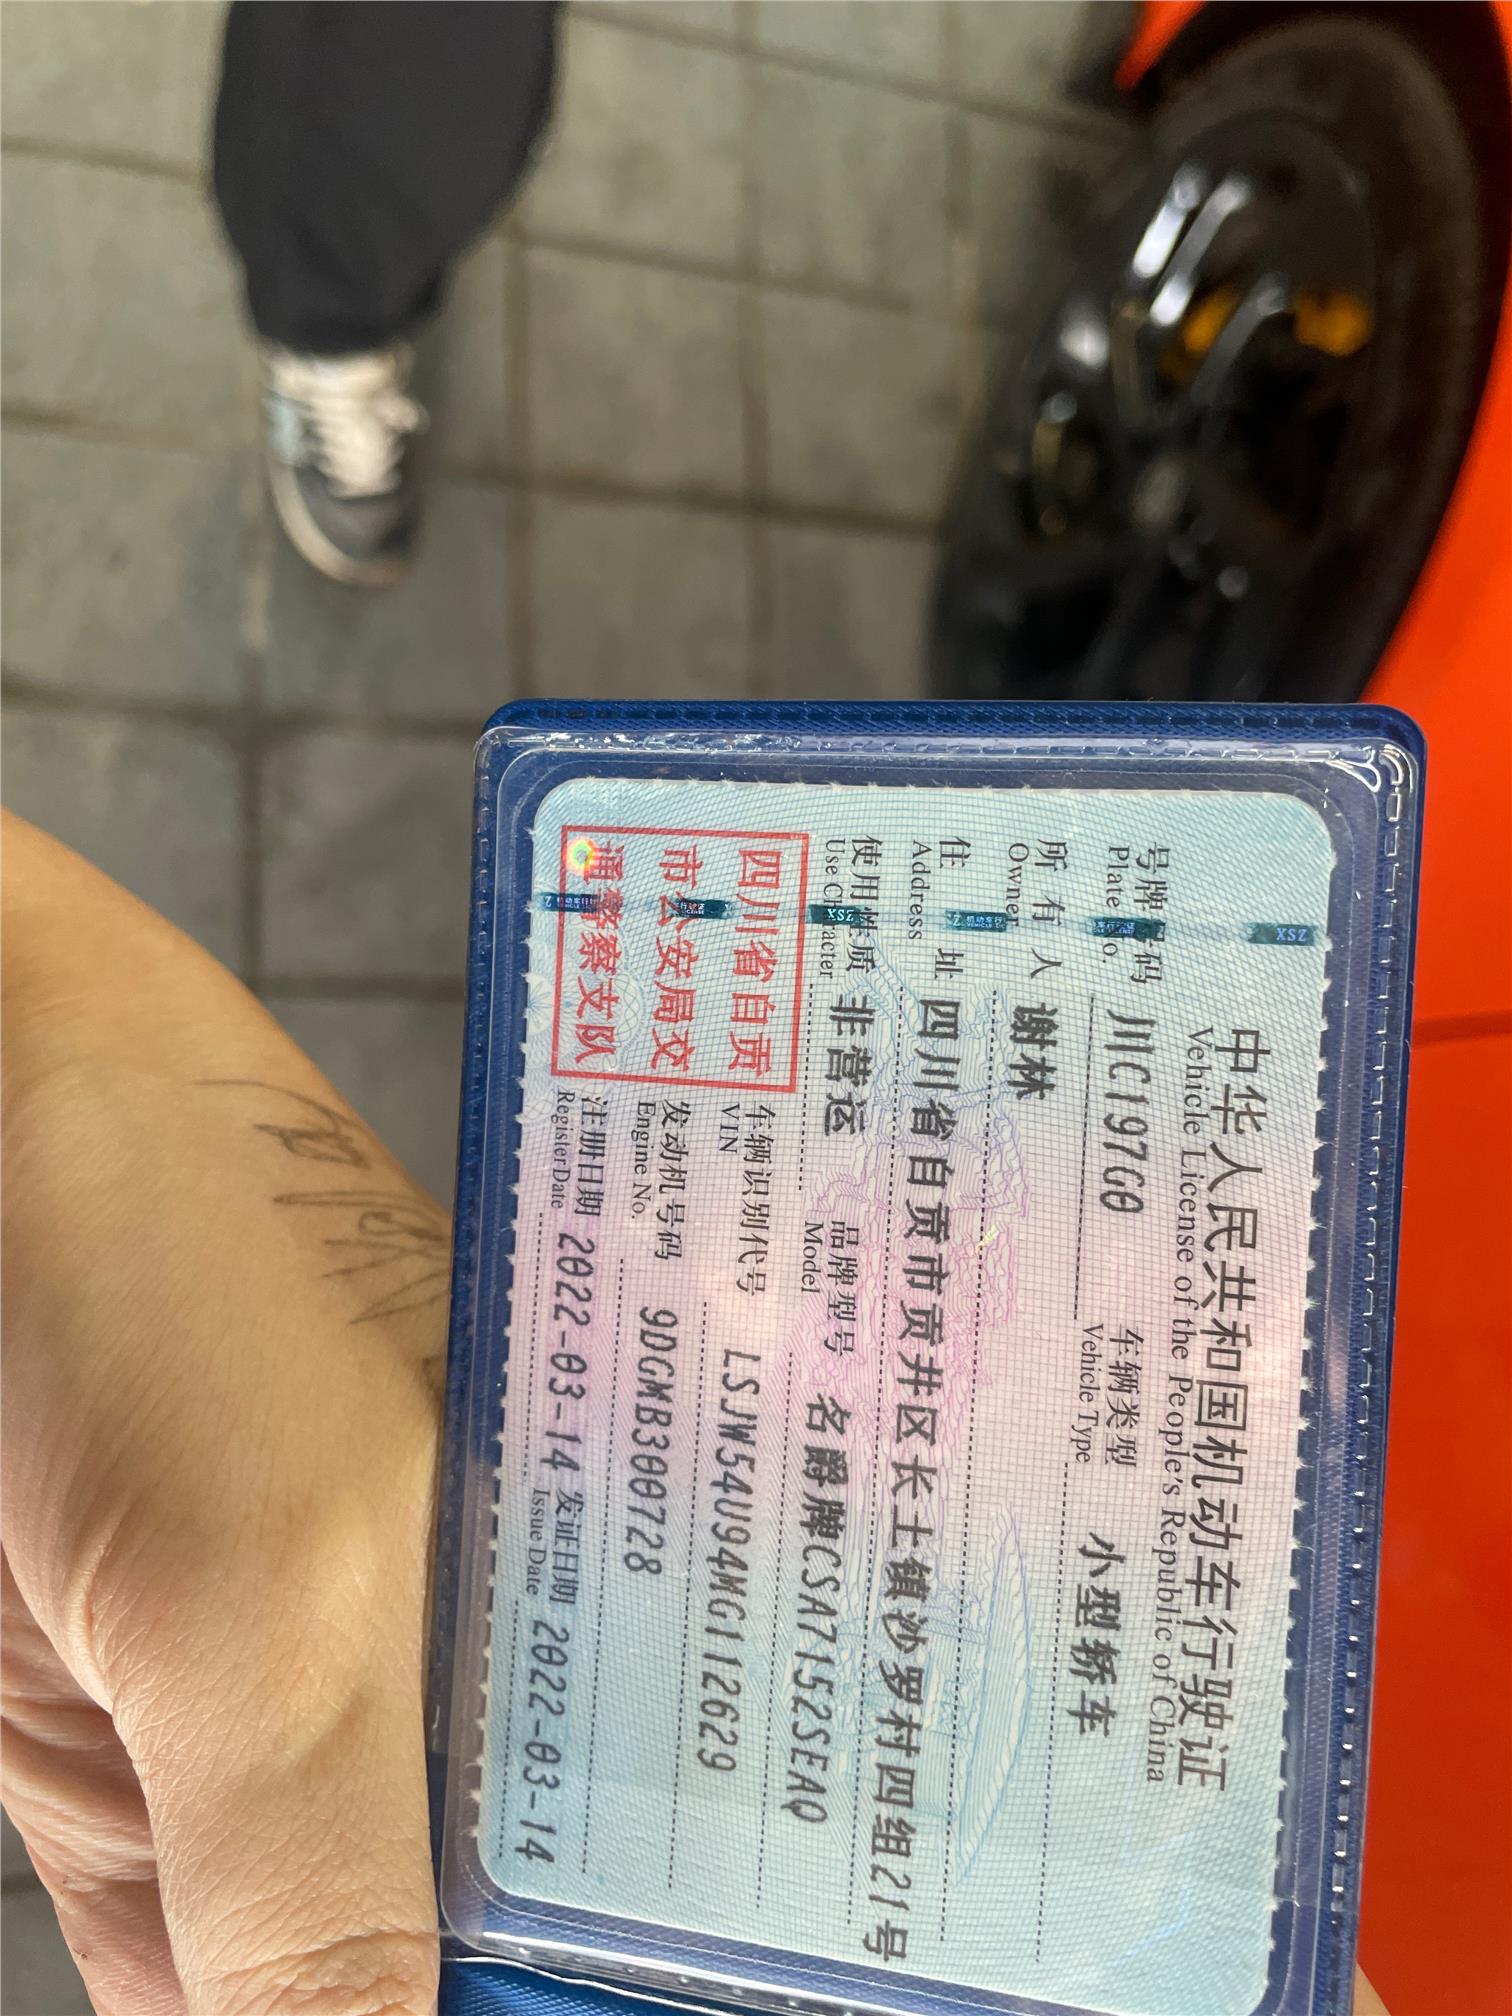 中华人民共和国机动车行驶证
Vehicle License of the People's Republic of China
号牌号码 川C197G0 车辆类型 小型轿车
Plate No. Vehicle Type
所有人 谢林
Owner
住址 四川省自贡市贡井区长土镇沙罗村四组21号
Address
使用性质 非营运 品牌型号 名爵牌CSA7152SEAQ
Use Character Model
四川省自贡
市公安局交
通警察支队
车辆识别代号 LSJW54U94MG112629
VIN
发动机号码 9DGMB300728
Engine No.
注册日期 2022-03-14 发证日期 2022-03-14
Register Date Issue Date